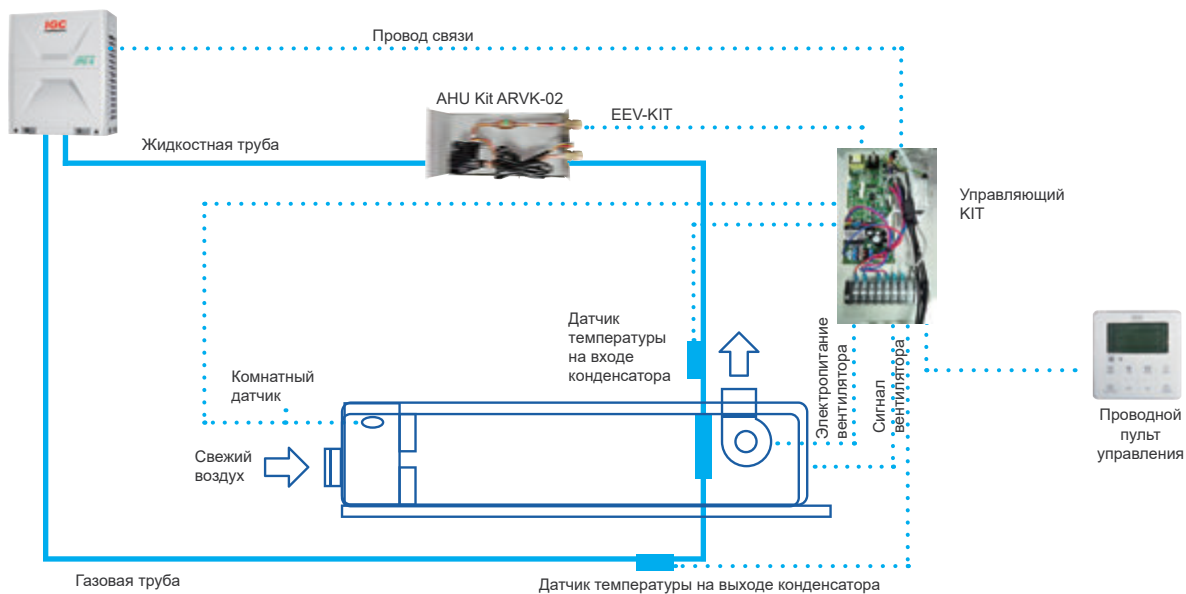 IGC
Провод связи
AHU Kit ARVK-02
EEV-KIT
Жидкостная труба
Управляющий
KIT
Датчик
температуры
на входе
конденсатора
Комнатный
датчик
Электропитание
вентилятора
Сигнал
вентилятора
Свежий
воздух
Проводной
пульт
управления
Газовая труба
Датчик температуры на выходе конденсатора